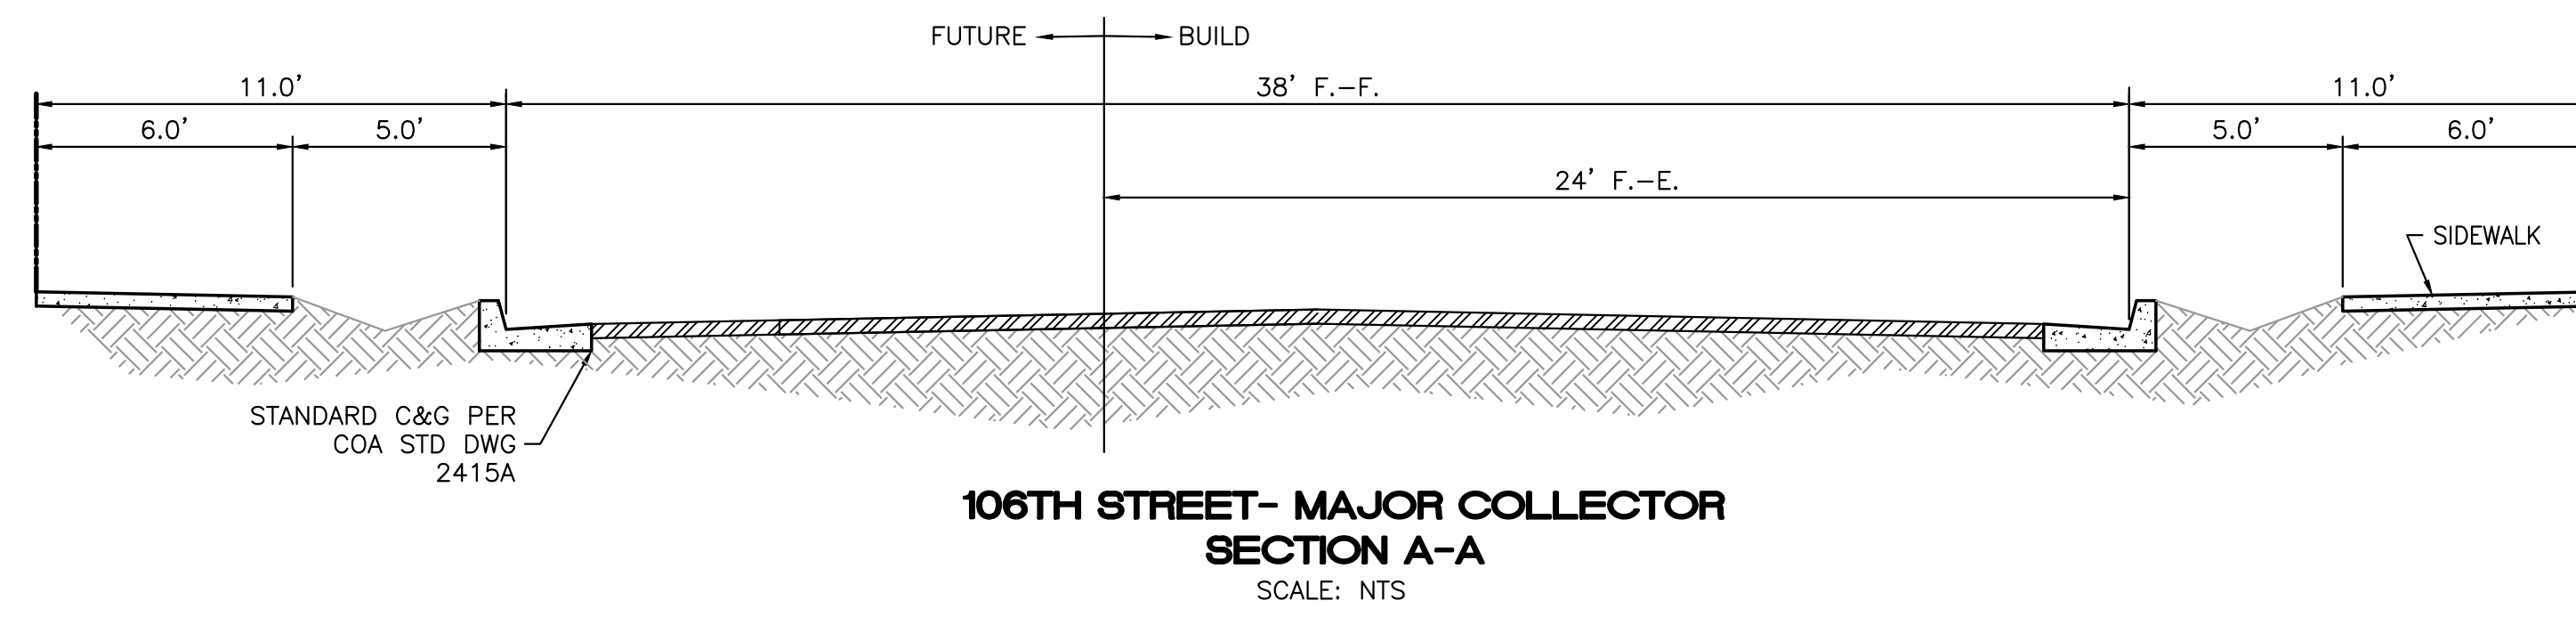 FUTURE BUILD
11.0' 38' F.-F. 11.0'
6.0' 5.0' 5.0' 6.0'
24' F.-E.
SIDEWALK
STANDARD C&G PER
COA STD DWG
2415A
106TH STREET- MAJOR COLLECTOR
SECTION A-A
SCALE: NTS